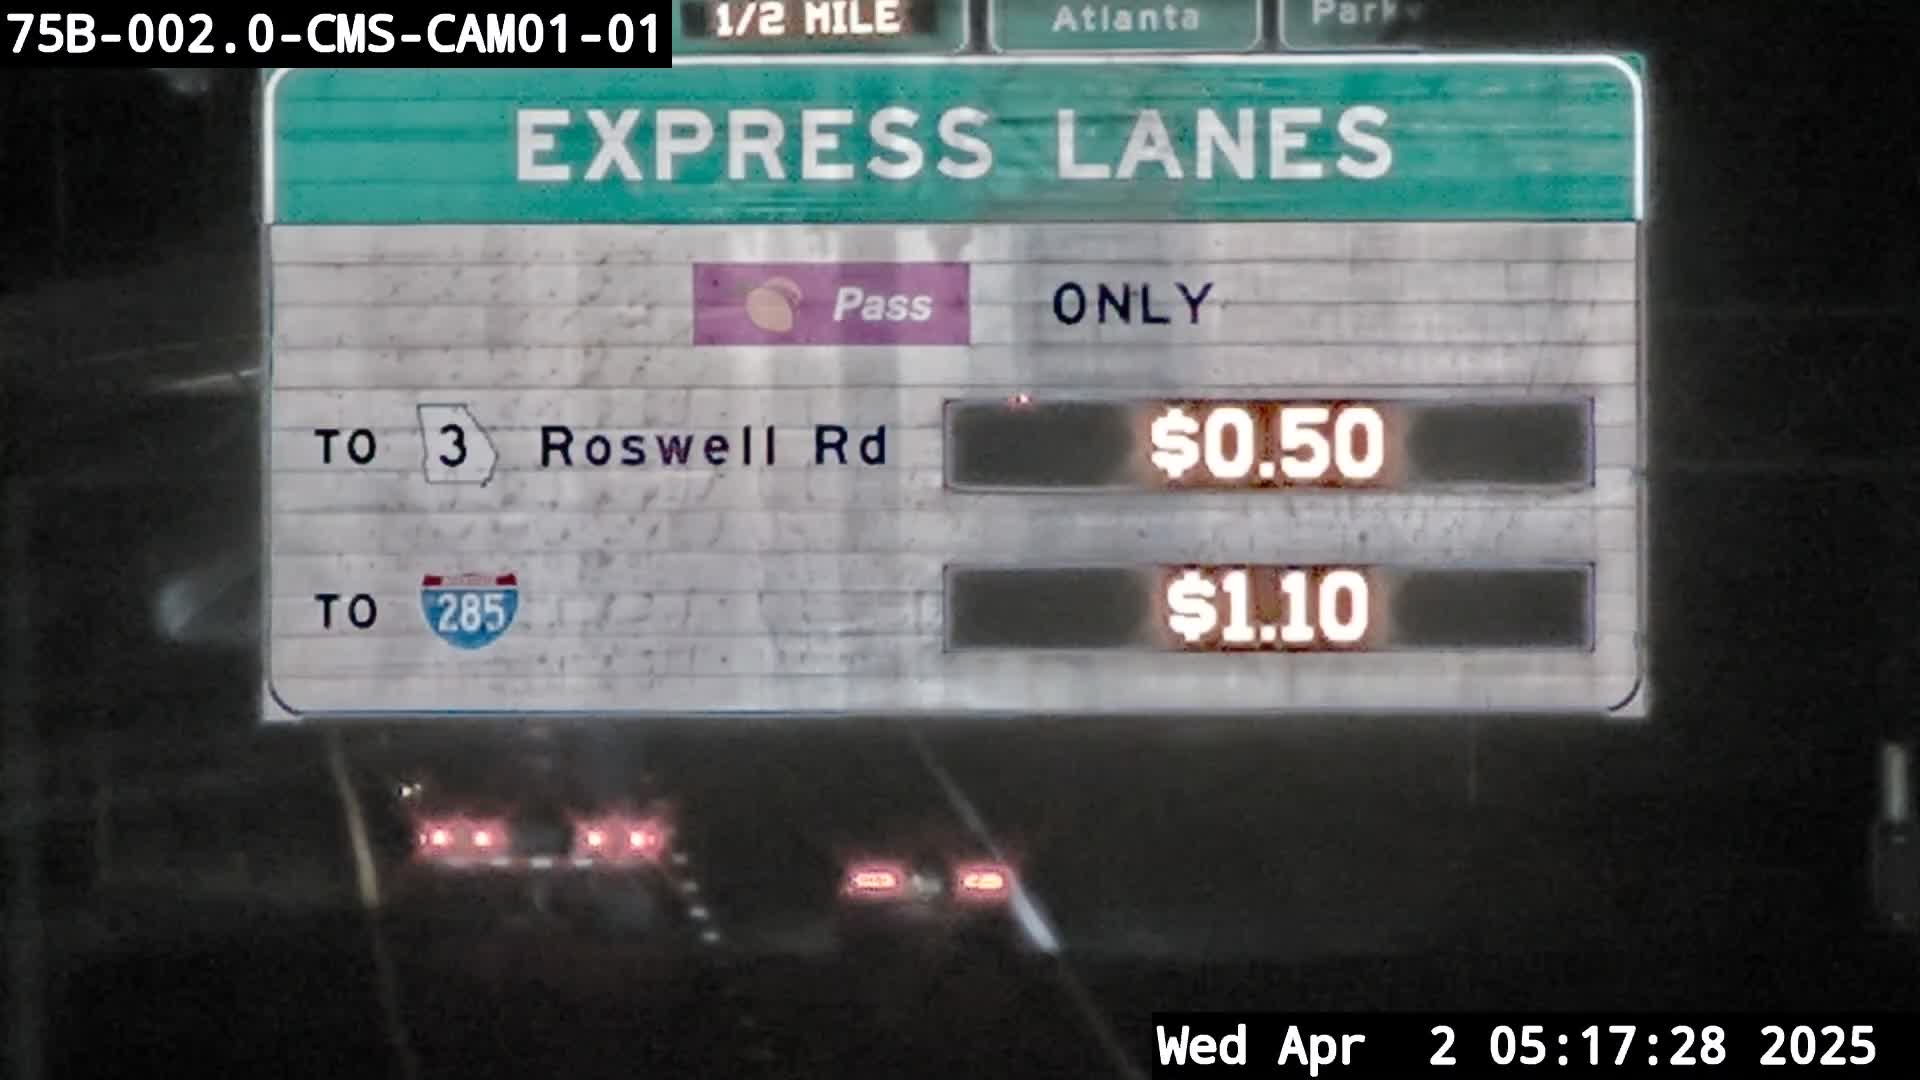 75B-002.0-CMS-CAM01-01
1/2 MILE
Atlanta
EXPRESS LANES
Pass ONLY
TO 3 Roswell Rd $0.50
TO 285 $1.10
Wed Apr 2 05:17:28 2025